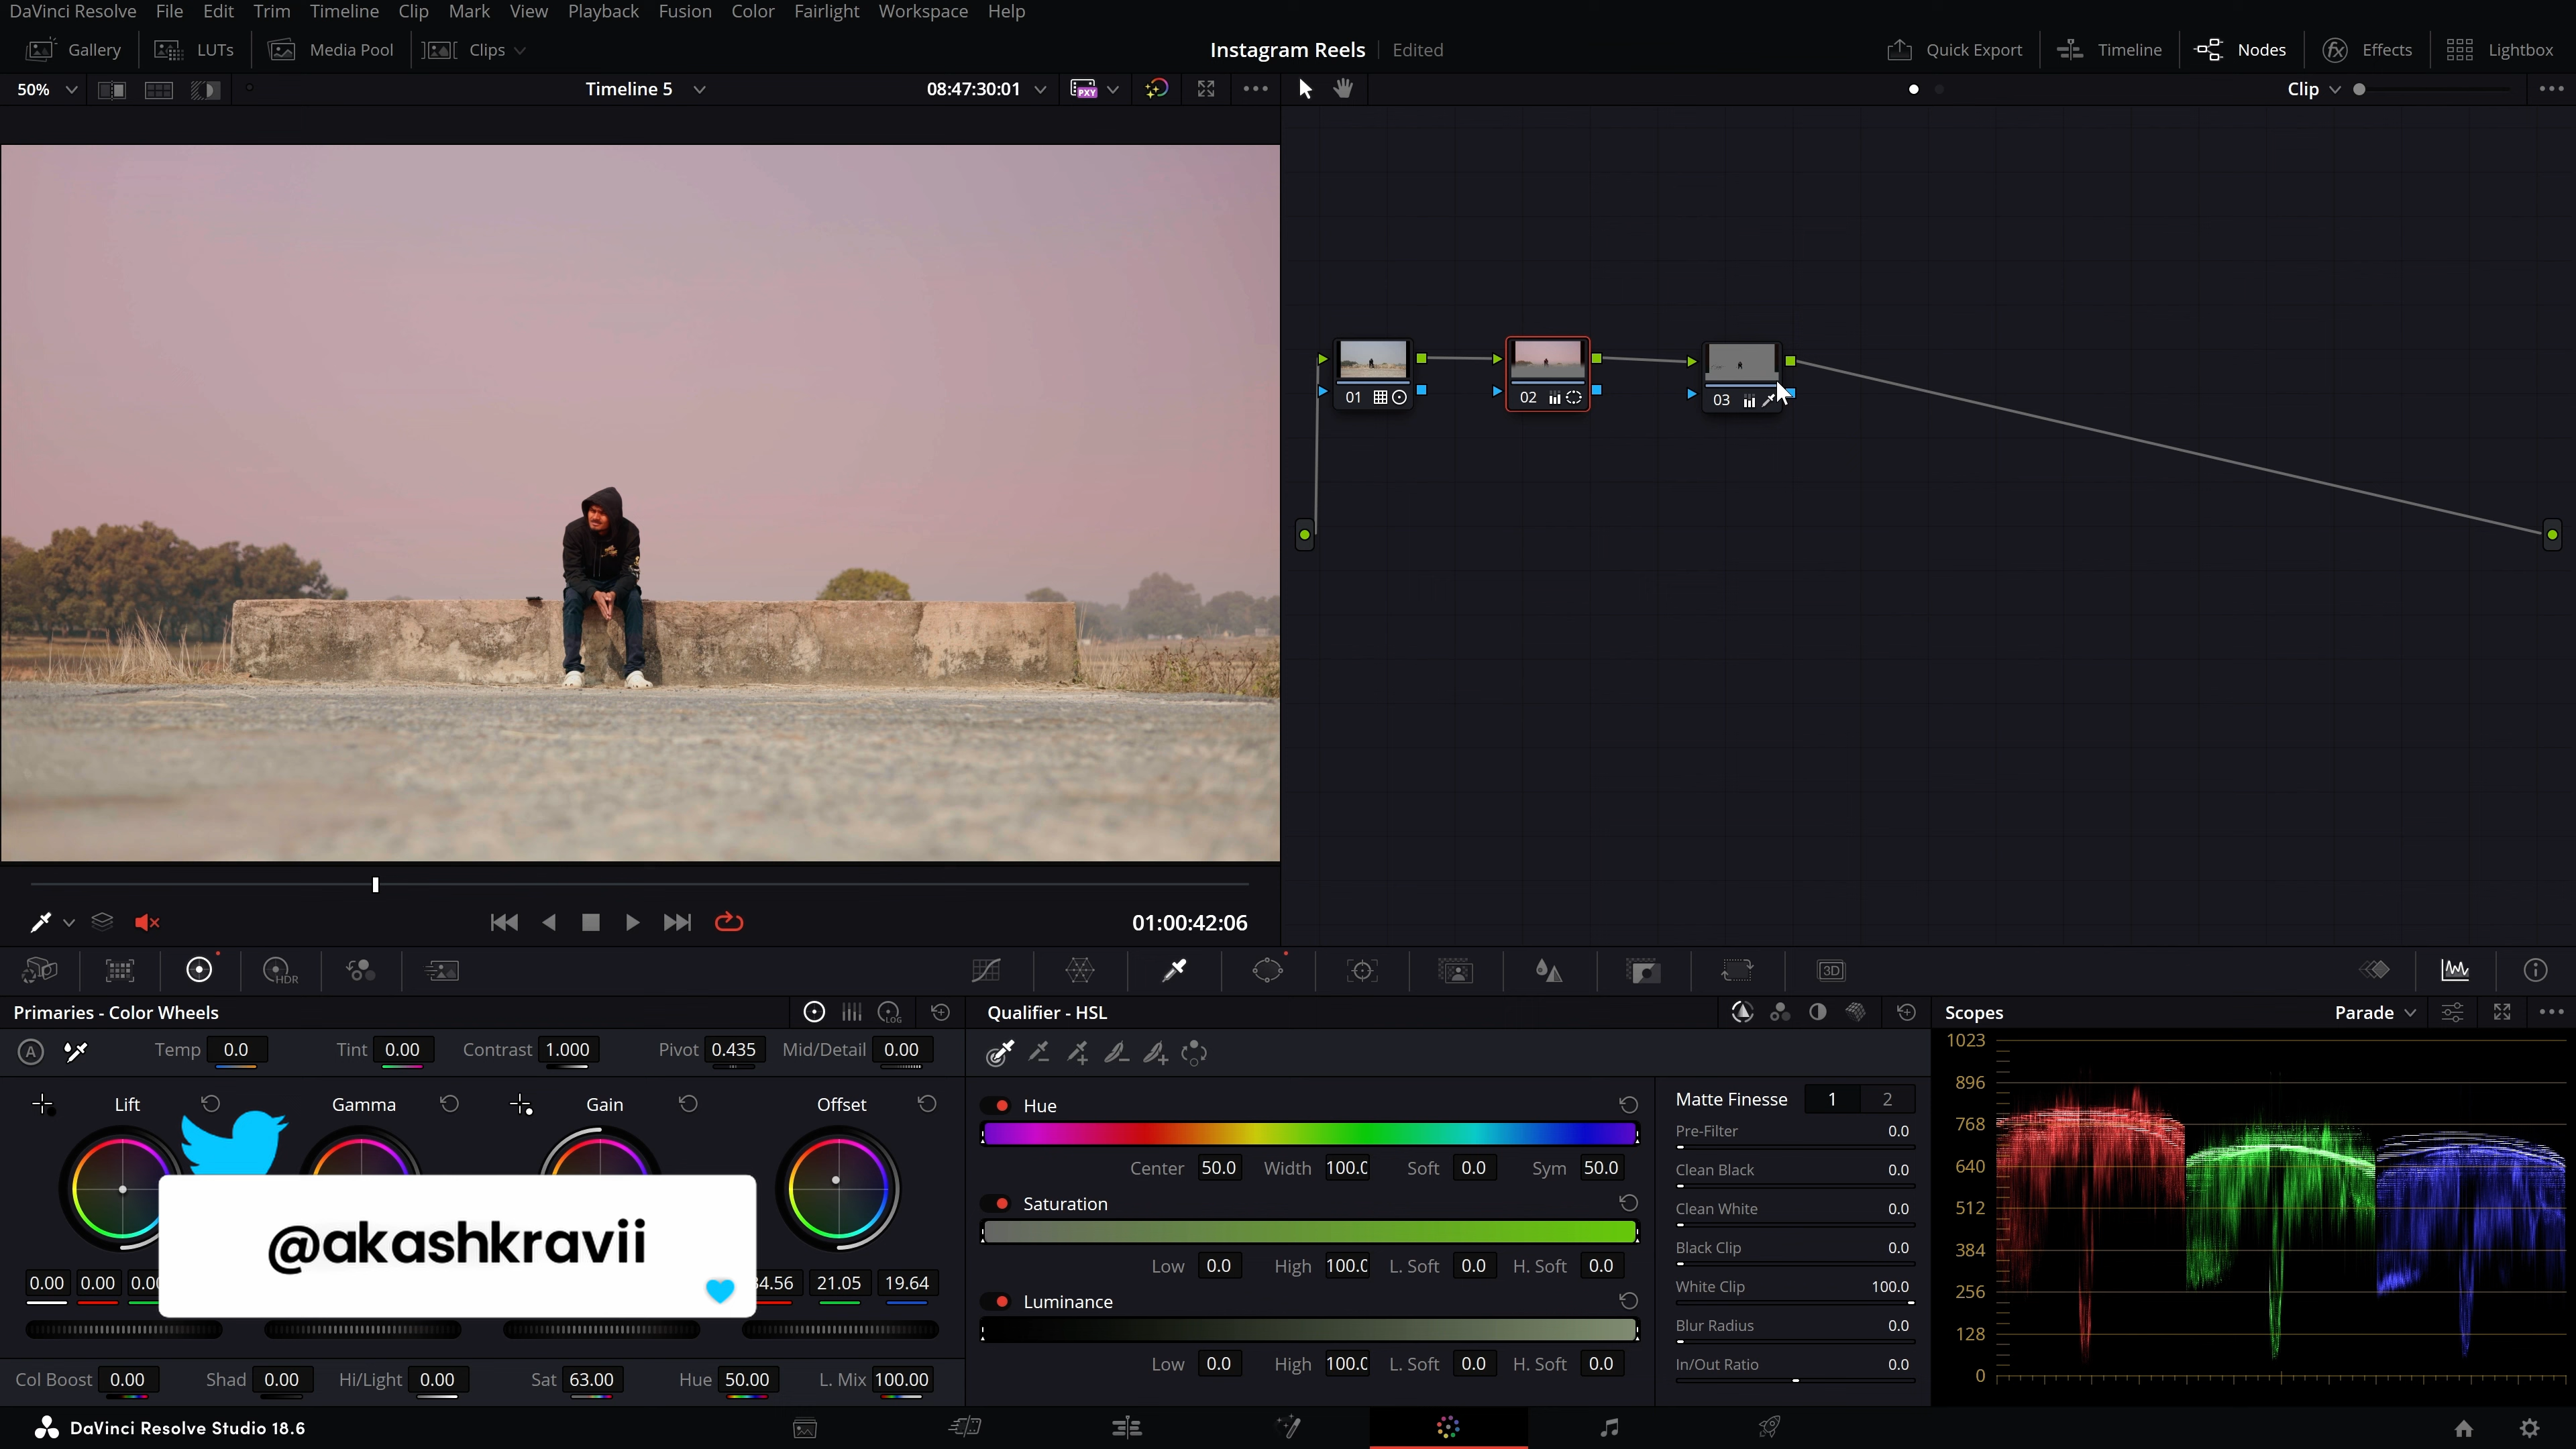 DaVinci Resolve File Edit Trim Timeline Clip Mark View Playback Fusion Color Fairlight Workspace Help
Gallery LUTs Media Pool Clips Instagram Reels Edited Quick Export Timeline Nodes Effects Lightbox
50% Timeline 5 08:47:30:01 PXY Clip
01 02 03
01:00:42:06
HDR 3D
Primaries - Color Wheels LOG Qualifier - HSL Scopes Parade
A Temp 0.0 Tint 0.00 Contrast 1.000 Pivot 0.435 Mid/Detail 0.00
Lift Gamma Gain Offset
@akashkravii
0.00 0.00 21.05 19.64
Col Boost 0.00 Shad 0.00 Hi/Light 0.00 Sat 63.00 Hue 50.00 L. Mix 100.00
Hue
Center 50.0 Width 100.0 Soft 0.0 Sym 50.0
Saturation
Low 0.0 High 100.0 L. Soft 0.0 H. Soft 0.0
Luminance
Low 0.0 High 100.0 L. Soft 0.0 H. Soft 0.0
Matte Finesse 1 2
Pre-Filter 0.0
Clean Black 0.0
Clean White 0.0
Black Clip 0.0
White Clip 100.0
Blur Radius 0.0
In/Out Ratio 0.0
1023
896
768
640
512
384
256
128
0
DaVinci Resolve Studio 18.6